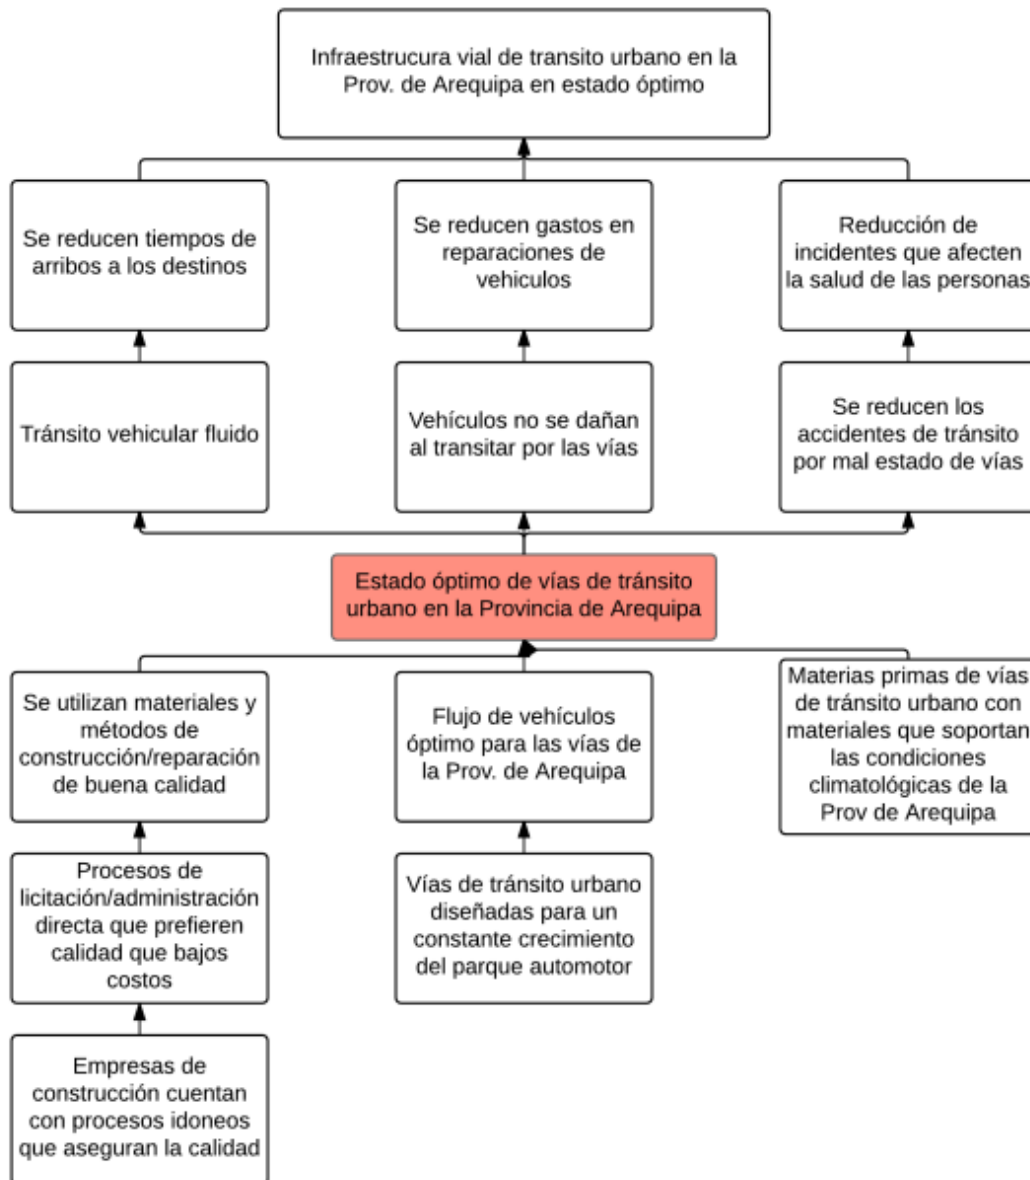 Infraestrucura vial de transito urbano en la
Prov. de Arequipa en estado óptimo
Se reducen tiempos de
arribos a los destinos
Se reducen gastos en
reparaciones de
vehiculos
Reducción de
incidentes que afecten
la salud de las personas
Tránsito vehicular fluido
Vehículos no se dañan
al transitar por las vías
Se reducen los
accidentes de tránsito
por mal estado de vías
Estado óptimo de vías de tránsito
urbano en la Provincia de Arequipa
Se utilizan materiales y
métodos de
construcción/reparación
de buena calidad
Flujo de vehículos
óptimo para las vías de
la Prov. de Arequipa
Materias primas de vías
de tránsito urbano con
materiales que soportan
las condiciones
climatológicas de la
Prov de Arequipa
Procesos de
licitación/administración
directa que prefieren
calidad que bajos
costos
Vías de tránsito urbano
diseñadas para un
constante crecimiento
del parque automotor
Empresas de
construcción cuentan
con procesos idoneos
que aseguran la calidad